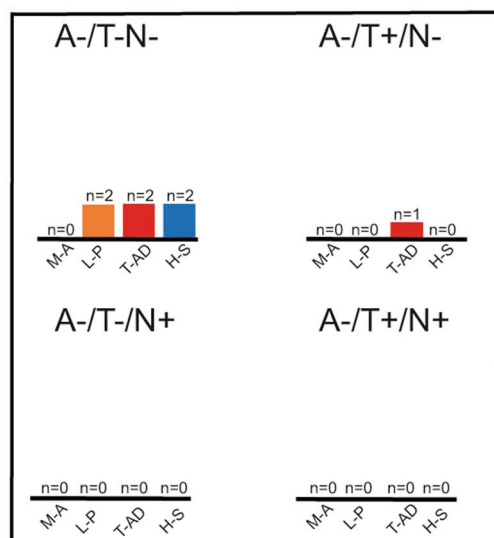 A-/T-N-
A-/T+/N-
n=0 n=2 n=2 n=2
n=0 n=0 n=1 n=0
M-A L-P T-AD H-S
M-A L-P T-AD H-S
A-/T-/N+
A-/T+/N+
n=0 n=0 n=0 n=0
n=0 n=0 n=0 n=0
M-A L-P T-AD H-S
M-A L-P T-AD H-S